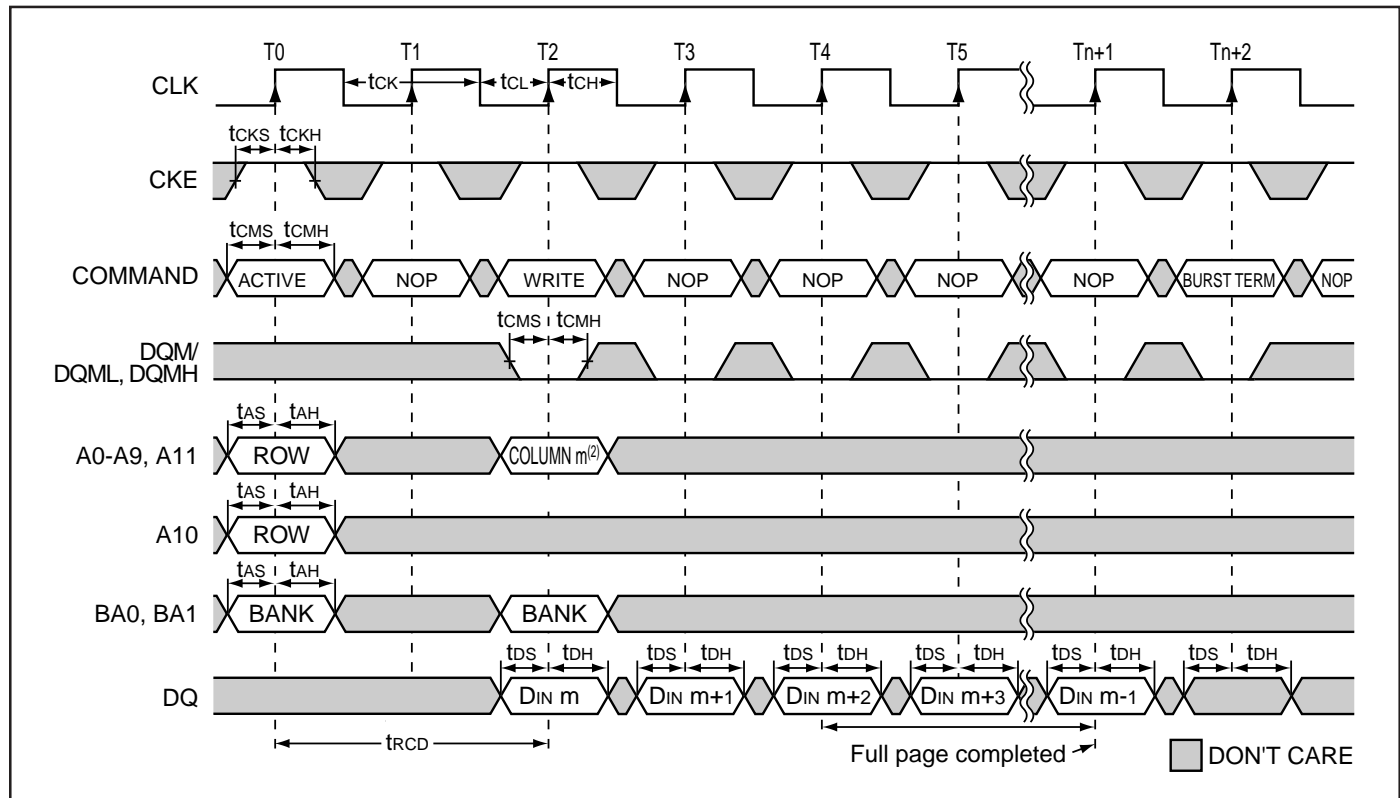 T0 T1 T2 T3 T4 T5 Tn+1 Tn+2
CLK tCK tCL tCH
tCKS tCKH
CKE
tCMS tCMH
COMMAND ACTIVE NOP WRITE NOP NOP NOP NOP BURST TERM NOP
tCMS tCMH
DQM/
DQML, DQMH
tAS tAH
A0-A9, A11 ROW COLUMN m(2)
tAS tAH
A10 ROW
tAS tAH
BA0, BA1 BANK BANK
tDS tDH tDS tDH tDS tDH tDS tDH tDS tDH tDS tDH
DQ DIN m DIN m+1 DIN m+2 DIN m+3 DIN m-1
tRCD
Full page completed DON'T CARE